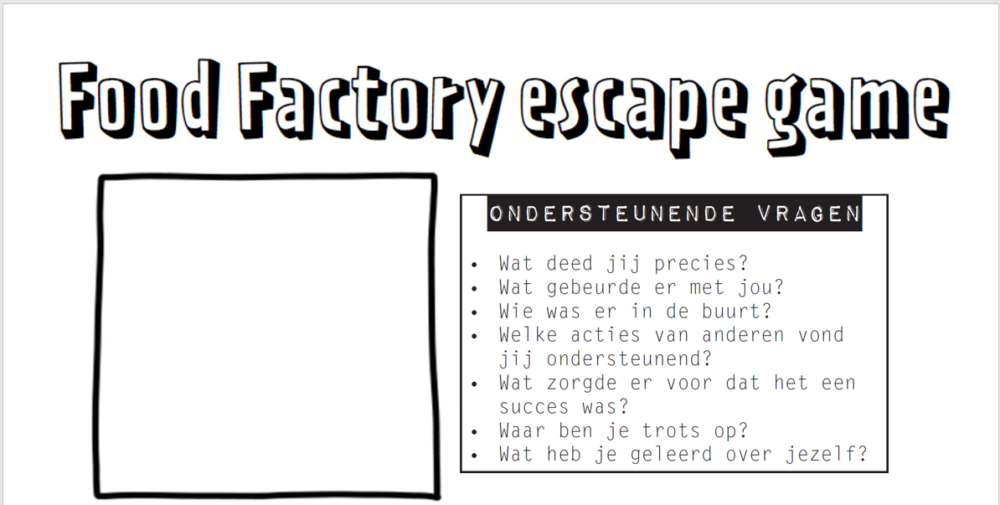 Food Factory escape game
ONDERSTEUNENDE VRAGEN
• Wat deed jij precies?
• Wat gebeurde er met jou?
• Wie was er in de buurt?
• Welke acties van anderen vond
jij ondersteunend?
• Wat zorgde er voor dat het een
succes was?
• Waar ben je trots op?
• Wat heb je geleerd over jezelf?